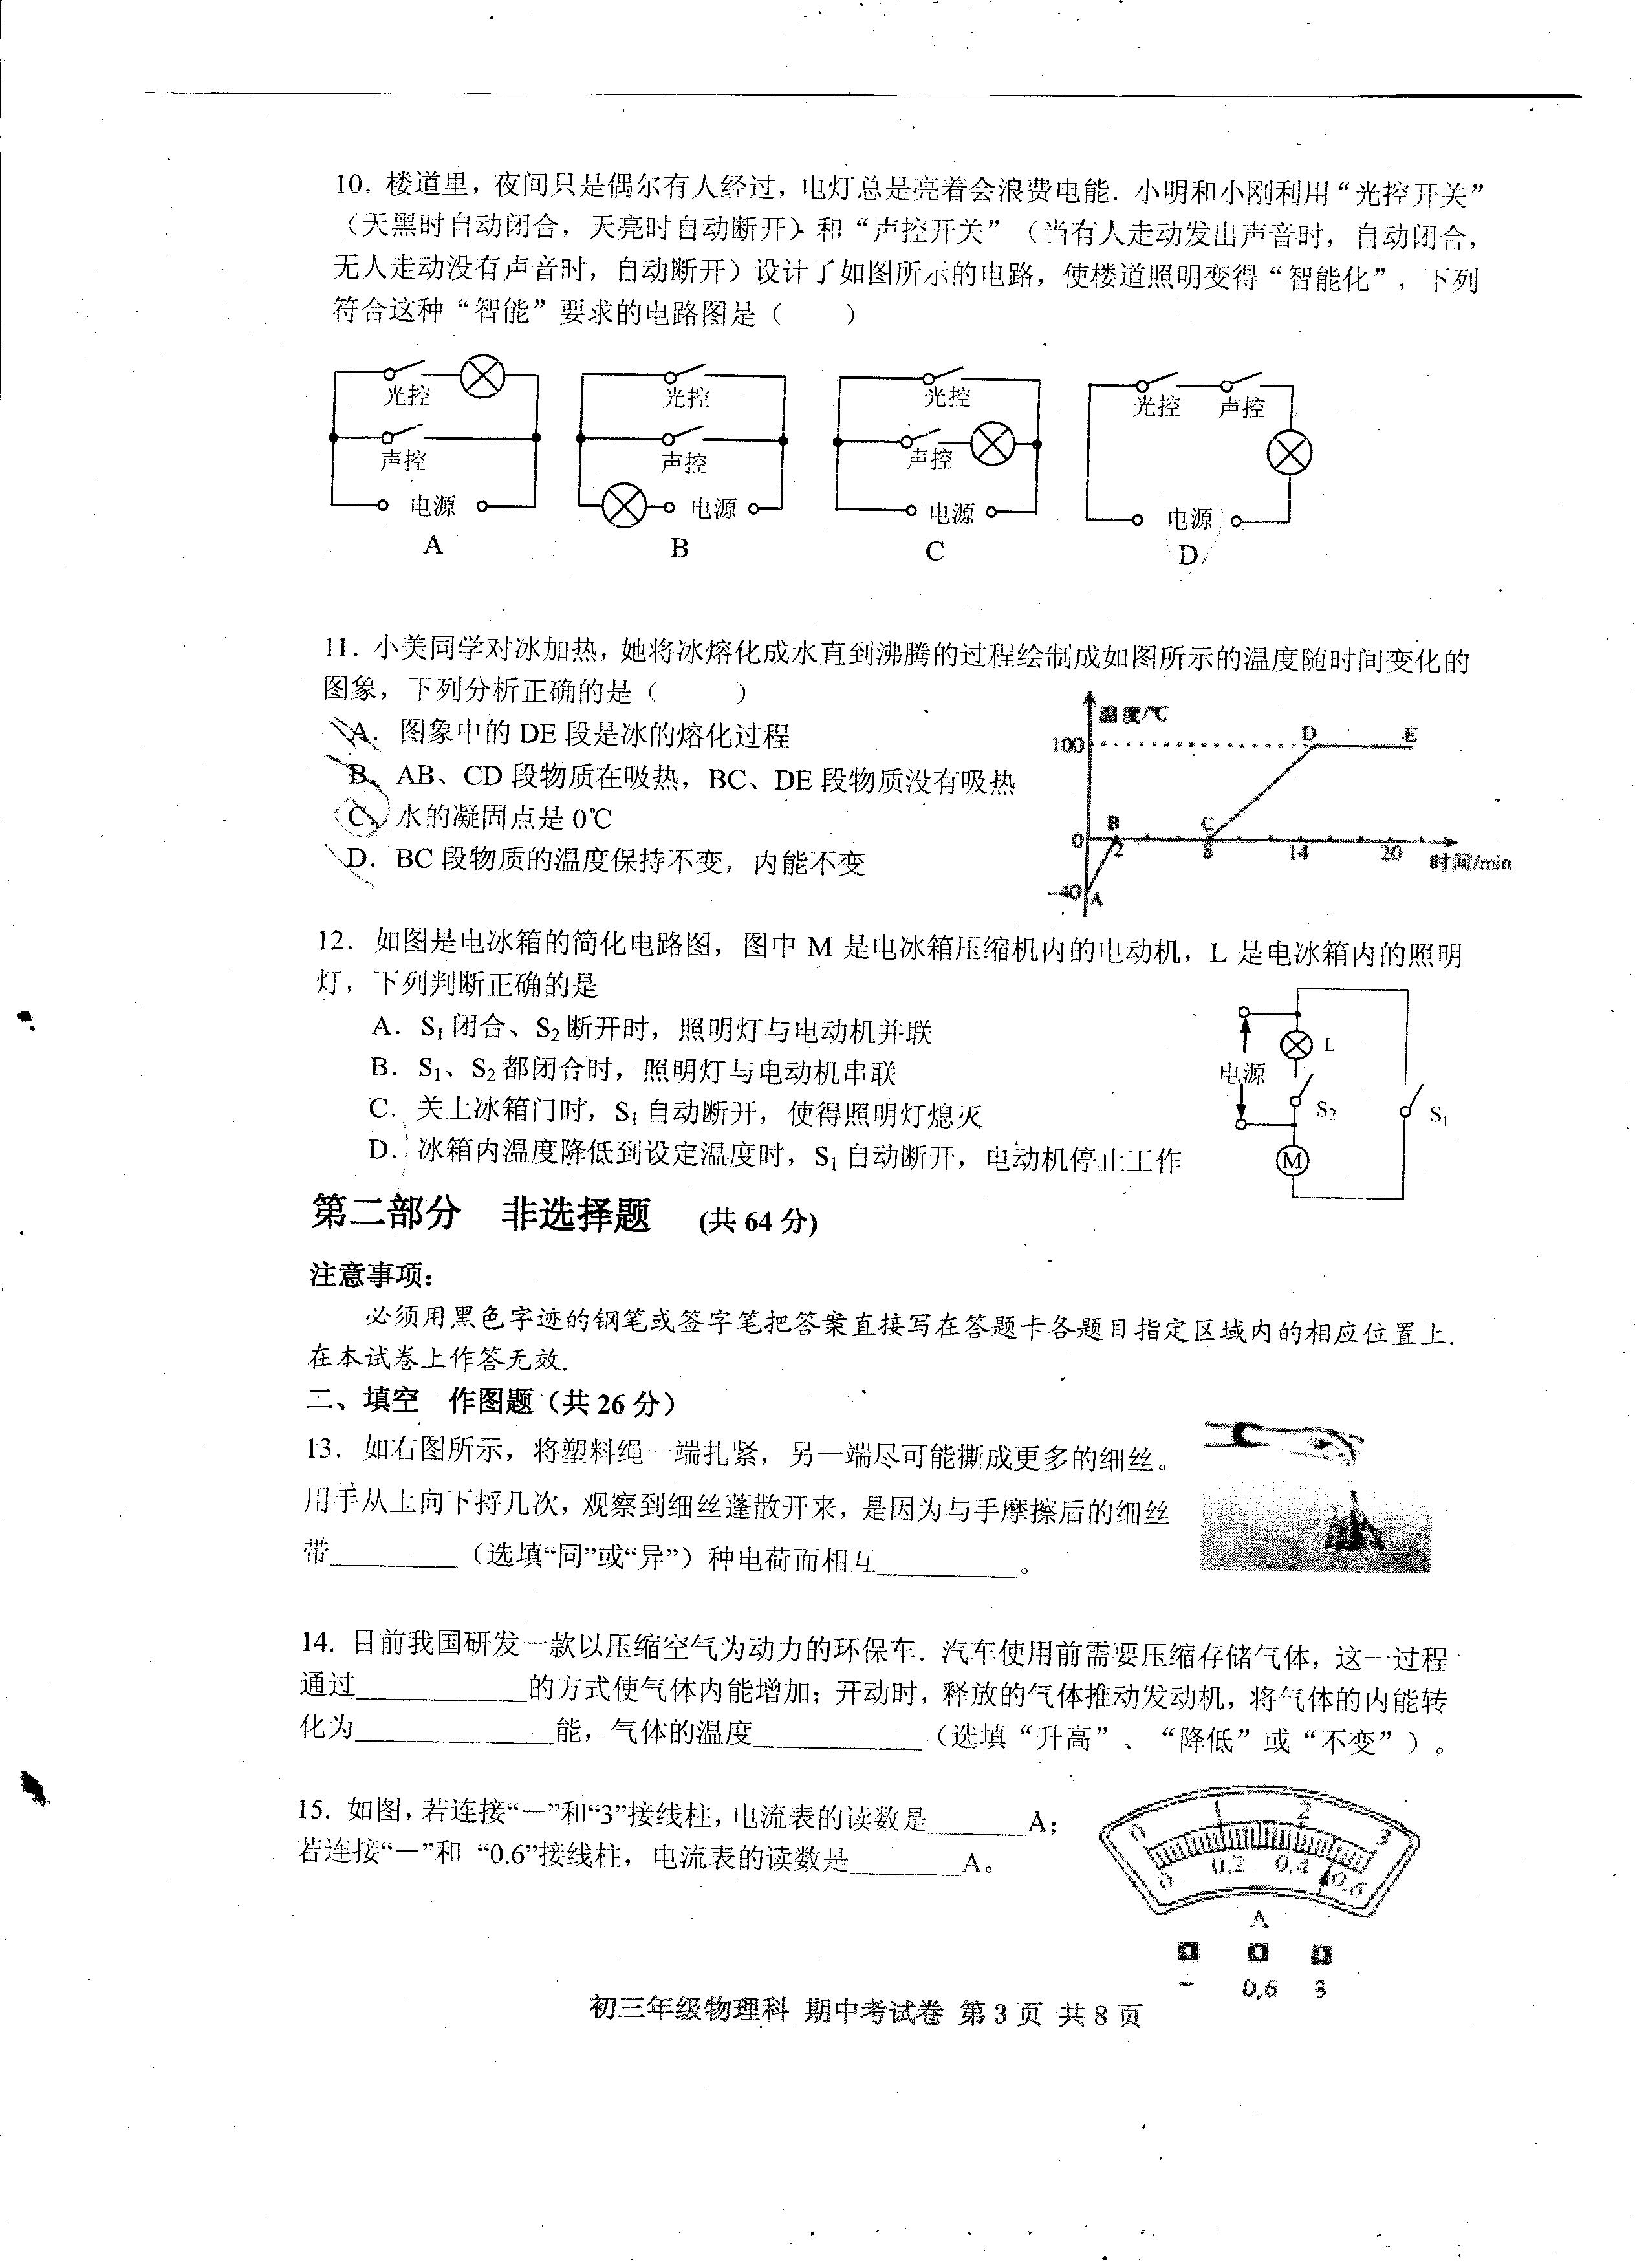 10. 楼道里，夜间只是偶尔有人经过，电灯总是亮着会浪费电能. 小明和小刚利用“光控开关”
（天黑时自动闭合，天亮时自动断开）和“声控开关”（当有人走动发出声音时，自动闭合，
无人走动没有声音时，自动断开）设计了如图所示的电路，使楼道照明变得“智能化”，下列
符合这种“智能”要求的电路图是（　　）
光控 声控 电源 A
光控 声控 电源 B
光控 声控 电源 C
光控 声控 电源 D
11. 小美同学对冰加热，她将冰熔化成水直到沸腾的过程绘制成如图所示的温度随时间变化的
图象，下列分析正确的是（　　）
A. 图象中的 DE 段是冰的熔化过程
B. AB、CD 段物质在吸热，BC、DE 段物质没有吸热
C. 水的凝固点是 0℃
D. BC 段物质的温度保持不变，内能不变
温度/℃
100 D E
0 B 2 C 8 14 20 时间/min
-40 A
12. 如图是电冰箱的简化电路图，图中 M 是电冰箱压缩机内的电动机，L 是电冰箱内的照明
灯，下列判断正确的是
A. S₁ 闭合、S₂ 断开时，照明灯与电动机并联
B. S₁、S₂ 都闭合时，照明灯与电动机串联
C. 关上冰箱门时，S₁ 自动断开，使得照明灯熄灭
D. 冰箱内温度降低到设定温度时，S₁ 自动断开，电动机停止工作
电源 L S₂ S₁ M
第二部分　非选择题　(共 64 分)
注意事项：
必须用黑色字迹的钢笔或签字笔把答案直接写在答题卡各题目指定区域内的相应位置上.
在本试卷上作答无效.
二、填空　作图题（共 26 分）
13. 如右图所示，将塑料绳一端扎紧，另一端尽可能撕成更多的细丝。
用手从上向下捋几次，观察到细丝蓬散开来，是因为与手摩擦后的细丝
带________（选填“同”或“异”）种电荷而相互________。
14. 目前我国研发一款以压缩空气为动力的环保车. 汽车使用前需要压缩存储气体，这一过程
通过________的方式使气体内能增加；开动时，释放的气体推动发动机，将气体的内能转
化为________能，气体的温度________（选填“升高”、“降低”或“不变”）。
15. 如图，若连接“－”和“3”接线柱，电流表的读数是______A；
若连接“－”和 “0.6”接线柱，电流表的读数是______A。
0 1 2 3
0 0.2 0.4 0.6
A
- 0.6 3
初三年级物理科 期中考试卷 第 3 页 共 8 页